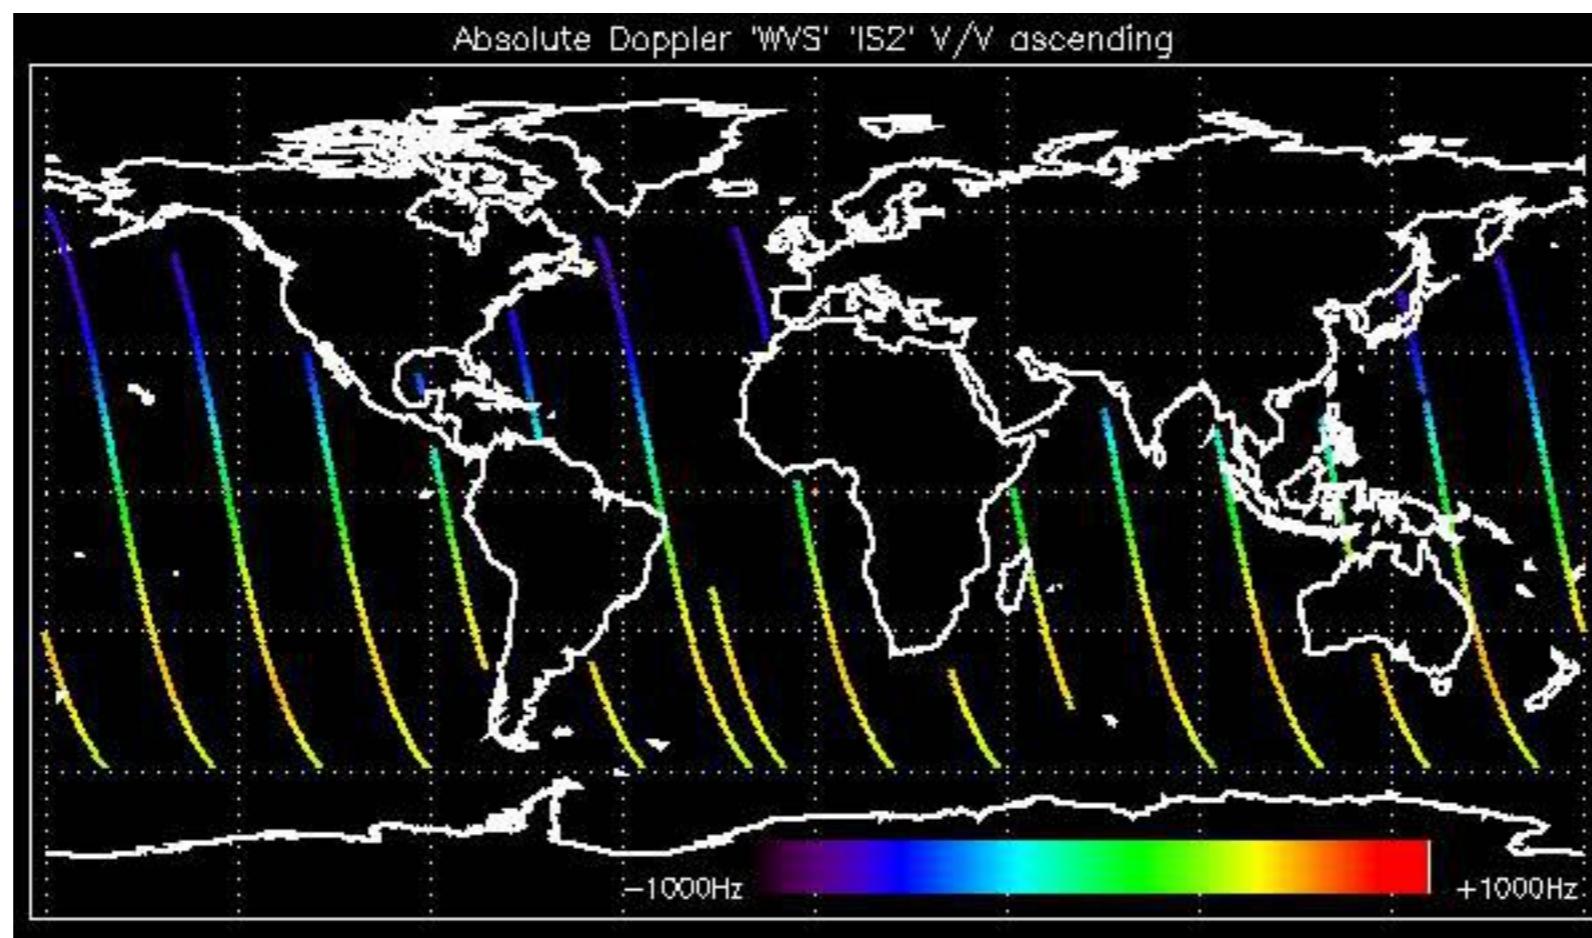 Absolute Doppler 'WVS' 'IS2' V/V ascending
-1000Hz
+1000Hz